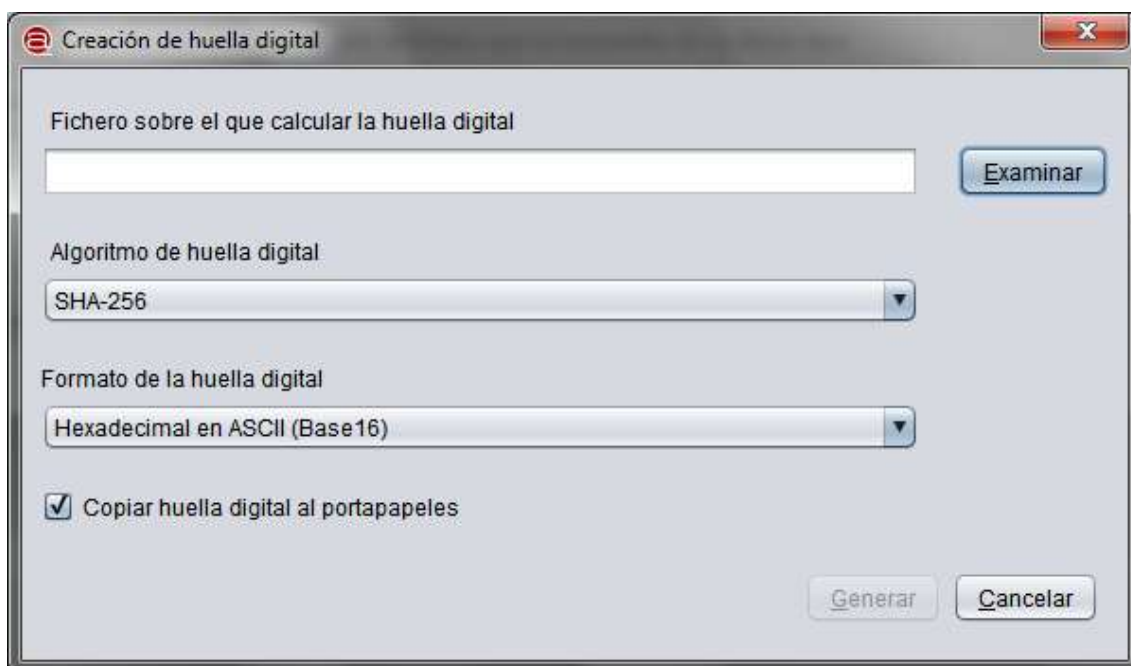 Creación de huella digital
Fichero sobre el que calcular la huella digital
Examinar
Algoritmo de huella digital
SHA-256
Formato de la huella digital
Hexadecimal en ASCII (Base16)
Copiar huella digital al portapapeles
Generar Cancelar